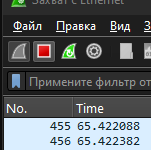 Захват с Ethernet
Файл Правка Вид З
Примените фильтр от
No. Time
455 65.422088
456 65.422382